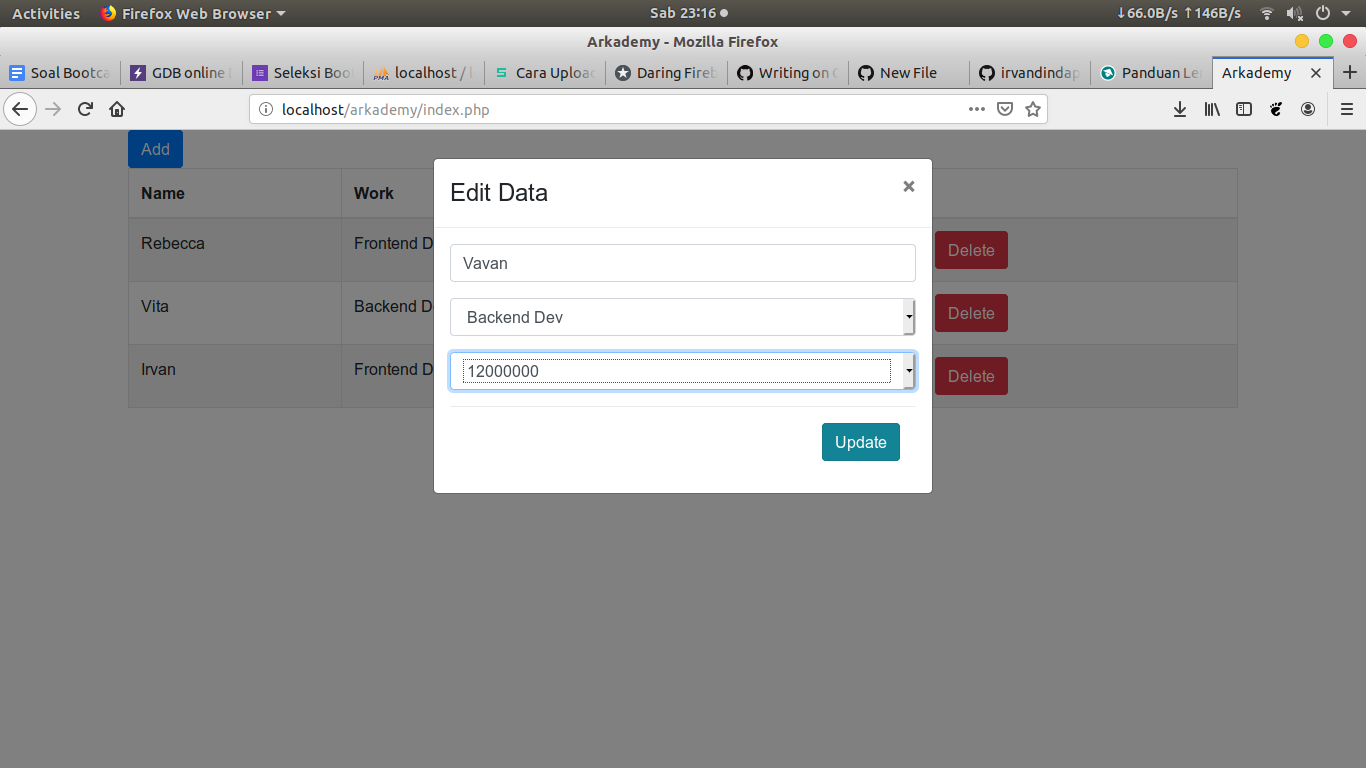 Activities Firefox Web Browser Sab 23:16 ↓66.0B/s ↑146B/s
Arkademy - Mozilla Firefox
Soal Bootca GDB online Seleksi Boo localhost / l Cara Uploa Daring Fireb Writing on New File irvandindap Panduan Le Arkademy
localhost/arkademy/index.php
Add
Edit Data ×
Name Work
Rebecca Frontend D Delete
Vavan
Vita Backend D Delete
Backend Dev
Irvan Frontend D Delete
12000000
Update